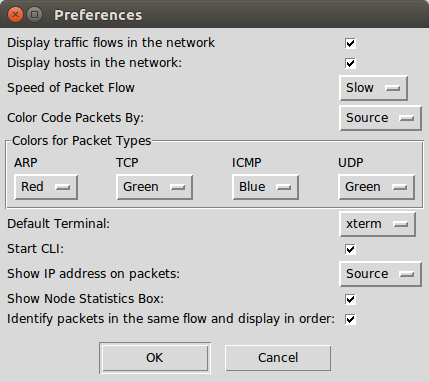 Preferences
Display traffic flows in the network
Display hosts in the network:
Speed of Packet Flow Slow
Color Code Packets By: Source
Colors for Packet Types
ARP TCP ICMP UDP
Red Green Blue Green
Default Terminal: xterm
Start CLI:
Show IP address on packets: Source
Show Node Statistics Box:
Identify packets in the same flow and display in order:
OK Cancel